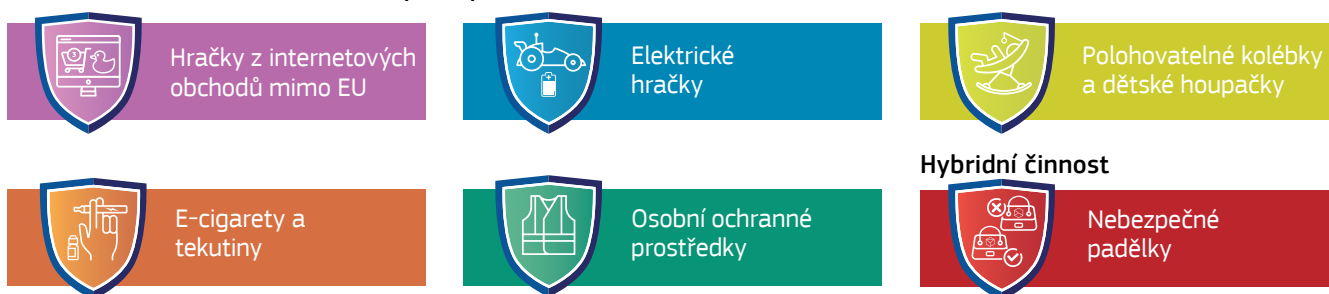 Hračky z internetových
obchodů mimo EU
Elektrické
hračky
Polohovatelné kolébky
a dětské houpačky
E-cigarety a
tekutiny
Osobní ochranné
prostředky
Hybridní činnost
Nebezpečné
padělky